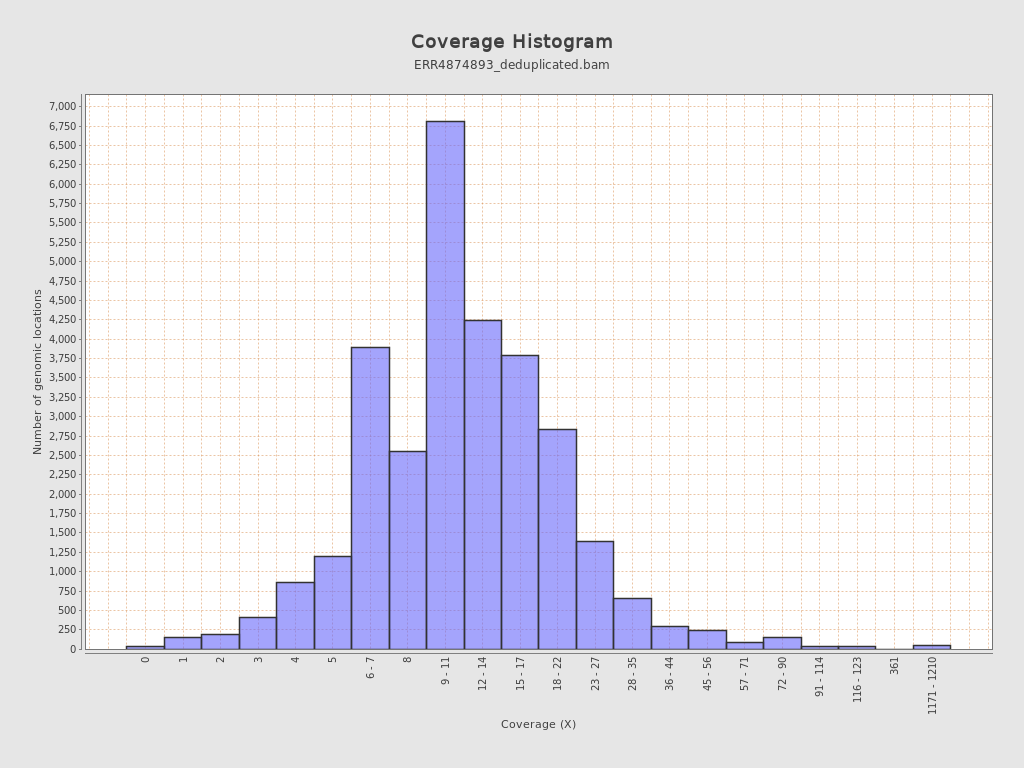 Coverage Histogram
ERR4874893_deduplicated.bam
7,000
6,750
6,500
6,250
6,000
5,750
5,500
5,250
5,000
4,750
4,500
4,250
4,000
3,750
3,500
3,250
3,000
2,750
2,500
2,250
2,000
1,750
1,500
1,250
1,000
750
500
250
0
Number of genomic locations
0
1
2
3
4
5
6 - 7
8
9 - 11
12 - 14
15 - 17
18 - 22
23 - 27
28 - 35
36 - 44
45 - 56
57 - 71
72 - 90
91 - 114
116 - 123
361
1171 - 1210
Coverage (X)